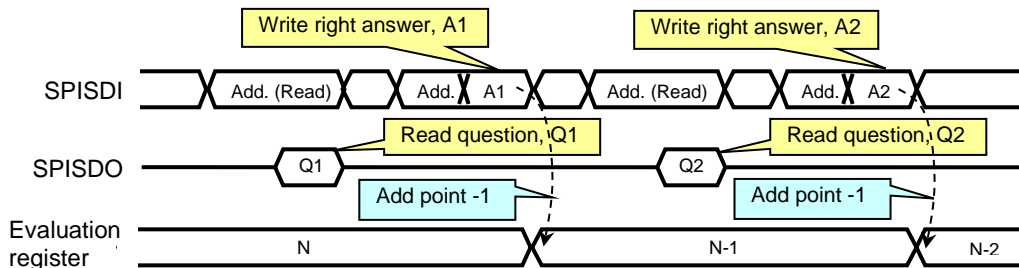 Write right answer, A1
Write right answer, A2
SPISDI
Add. (Read)
Add.
A1
Add. (Read)
Add.
A2
Read question, Q1
Read question, Q2
SPISDO
Q1
Q2
Add point -1
Add point -1
Evaluation
register
N
N-1
N-2